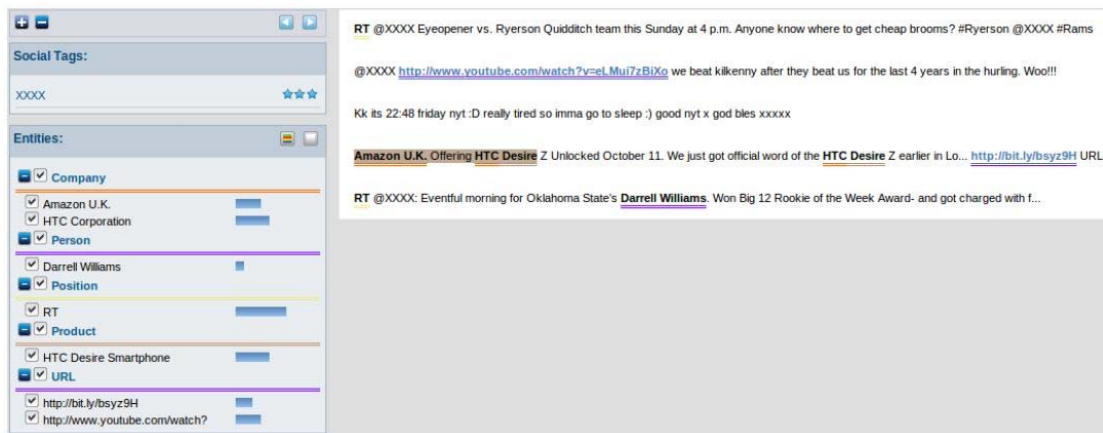 Social Tags:
XXXX
Entities:
Company
Amazon U.K.
HTC Corporation
Person
Darrell Williams
Position
RT
Product
HTC Desire Smartphone
URL
http://bit.ly/bsyz9H
http://www.youtube.com/watch?
RT @XXXX Eyeopener vs. Ryerson Quidditch team this Sunday at 4 p.m. Anyone know where to get cheap brooms? #Ryerson @XXXX #Rams
@XXXX http://www.youtube.com/watch?v=eLMui7zBiXo we beat kilkenny after they beat us for the last 4 years in the hurling. Woo!!!
Kk its 22:48 friday nyt :D really tired so imma go to sleep :) good nyt x god bles xxxxx
Amazon U.K. Offering HTC Desire Z Unlocked October 11. We just got official word of the HTC Desire Z earlier in Lo... http://bit.ly/bsyz9H URL
RT @XXXX: Eventful morning for Oklahoma State's Darrell Williams. Won Big 12 Rookie of the Week Award- and got charged with f...